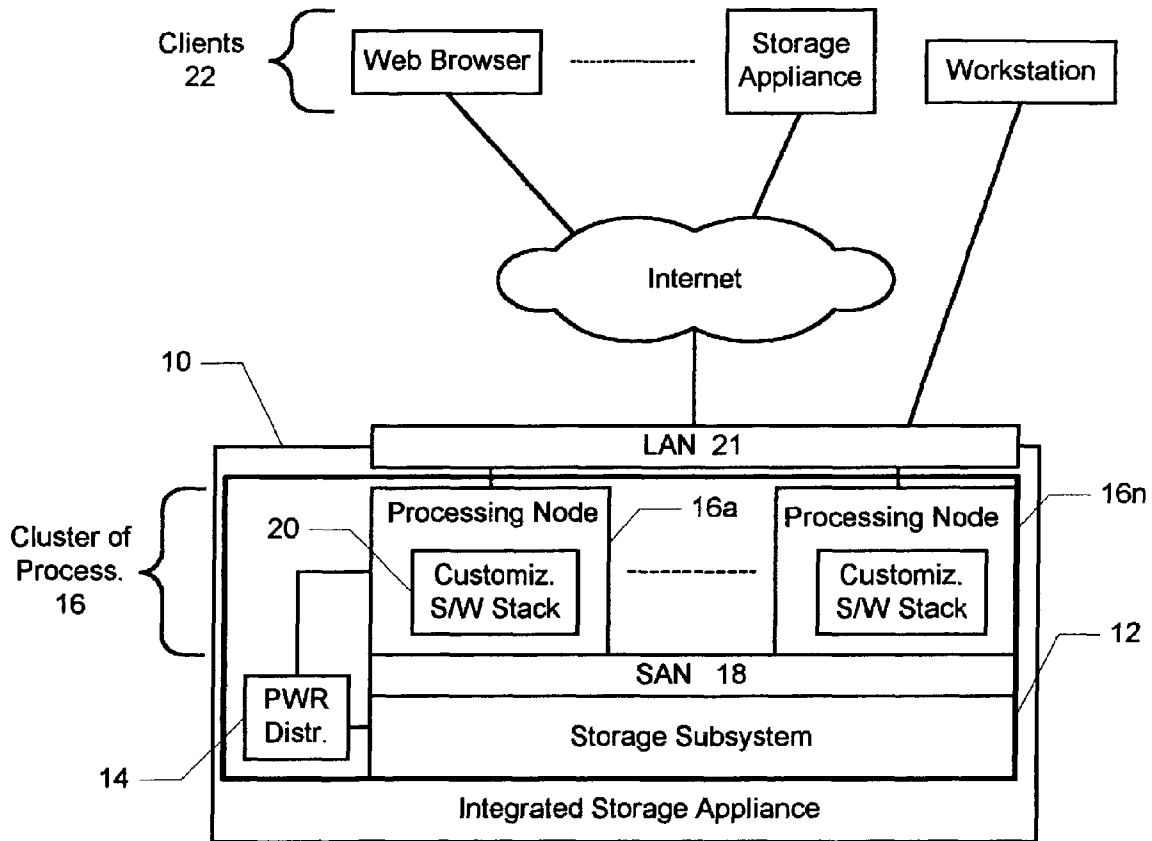 Clients
22
Web Browser
Storage
Appliance
Workstation
Internet
10
LAN 21
Cluster of
Process.
16
Processing Node
16a
Processing Node
16n
20
Customiz.
S/W Stack
Customiz.
S/W Stack
12
SAN 18
PWR
Distr.
Storage Subsystem
14
Integrated Storage Appliance